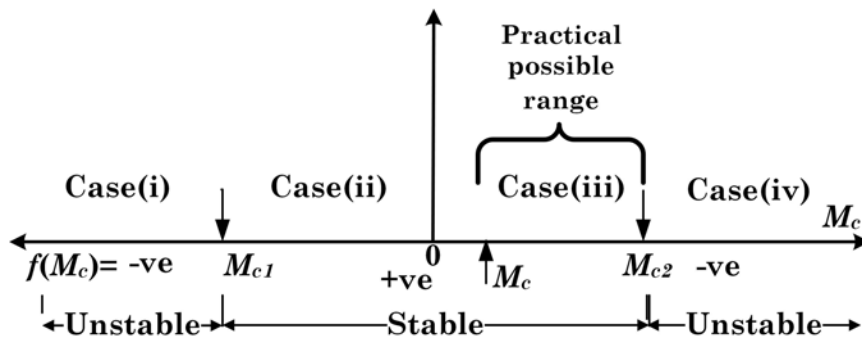 Practical
possible
range
Case(i) Case(ii) Case(iii) Case(iv)
Mc
f(Mc)= -ve Mc1 +ve 0 Mc Mc2 -ve
Unstable Stable Unstable